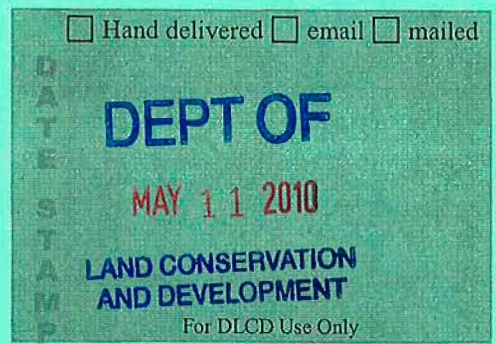 ☐ Hand delivered ☐ email ☐ mailed
DATE STAMP
DEPT OF
MAY 11 2010
LAND CONSERVATION
AND DEVELOPMENT
For DLCD Use Only